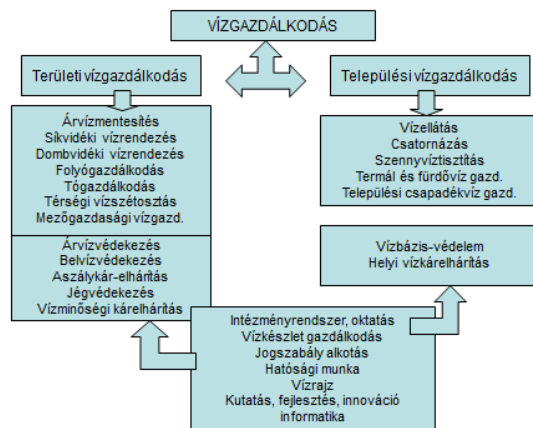 VÍZGAZDÁLKODÁS
Területi vízgazdálkodás
Települési vízgazdálkodás
Árvízmentesítés
Síkvidéki vízrendezés
Dombvidéki vízrendezés
Folyógazdálkodás
Tógazdálkodás
Térségi vízszétosztás
Mezőgazdasági vízgazd.
Vízellátás
Csatornázás
Szennyvíztisztítás
Termál és fürdővíz gazd.
Települési csapadékvíz gazd.
Árvízvédekezés
Belvízvédekezés
Aszálykár-elhárítás
Jégvédekezés
Vízminőségi kárelhárítás
Vízbázis-védelem
Helyi vízkárelhárítás
Intézményrendszer, oktatás
Vízkészlet gazdálkodás
Jogszabály alkotás
Hatósági munka
Vízrajz
Kutatás, fejlesztés, innováció
informatika